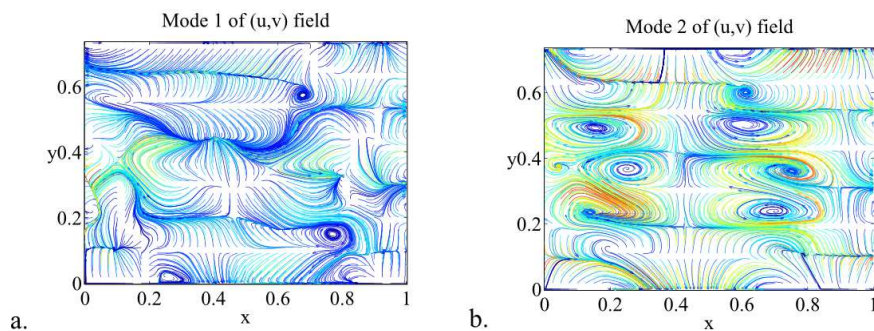 Mode 1 of (u,v) field
0.6
y0.4
0.2
0
0 0.2 0.4 0.6 0.8 1
x
a.
Mode 2 of (u,v) field
0.6
y0.4
0.2
0
0 0.2 0.4 0.6 0.8 1
x
b.